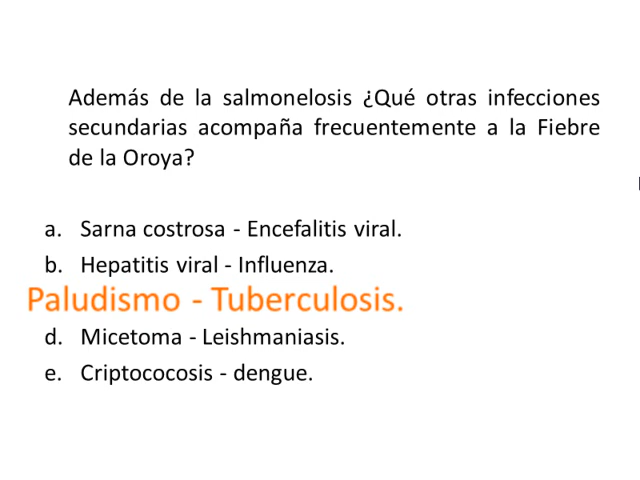 Además de la salmonelosis ¿Qué otras infecciones
secundarias acompaña frecuentemente a la Fiebre
de la Oroya?
a. Sarna costrosa - Encefalitis viral.
b. Hepatitis viral - Influenza.
Paludismo - Tuberculosis.
d. Micetoma - Leishmaniasis.
e. Criptococosis - dengue.